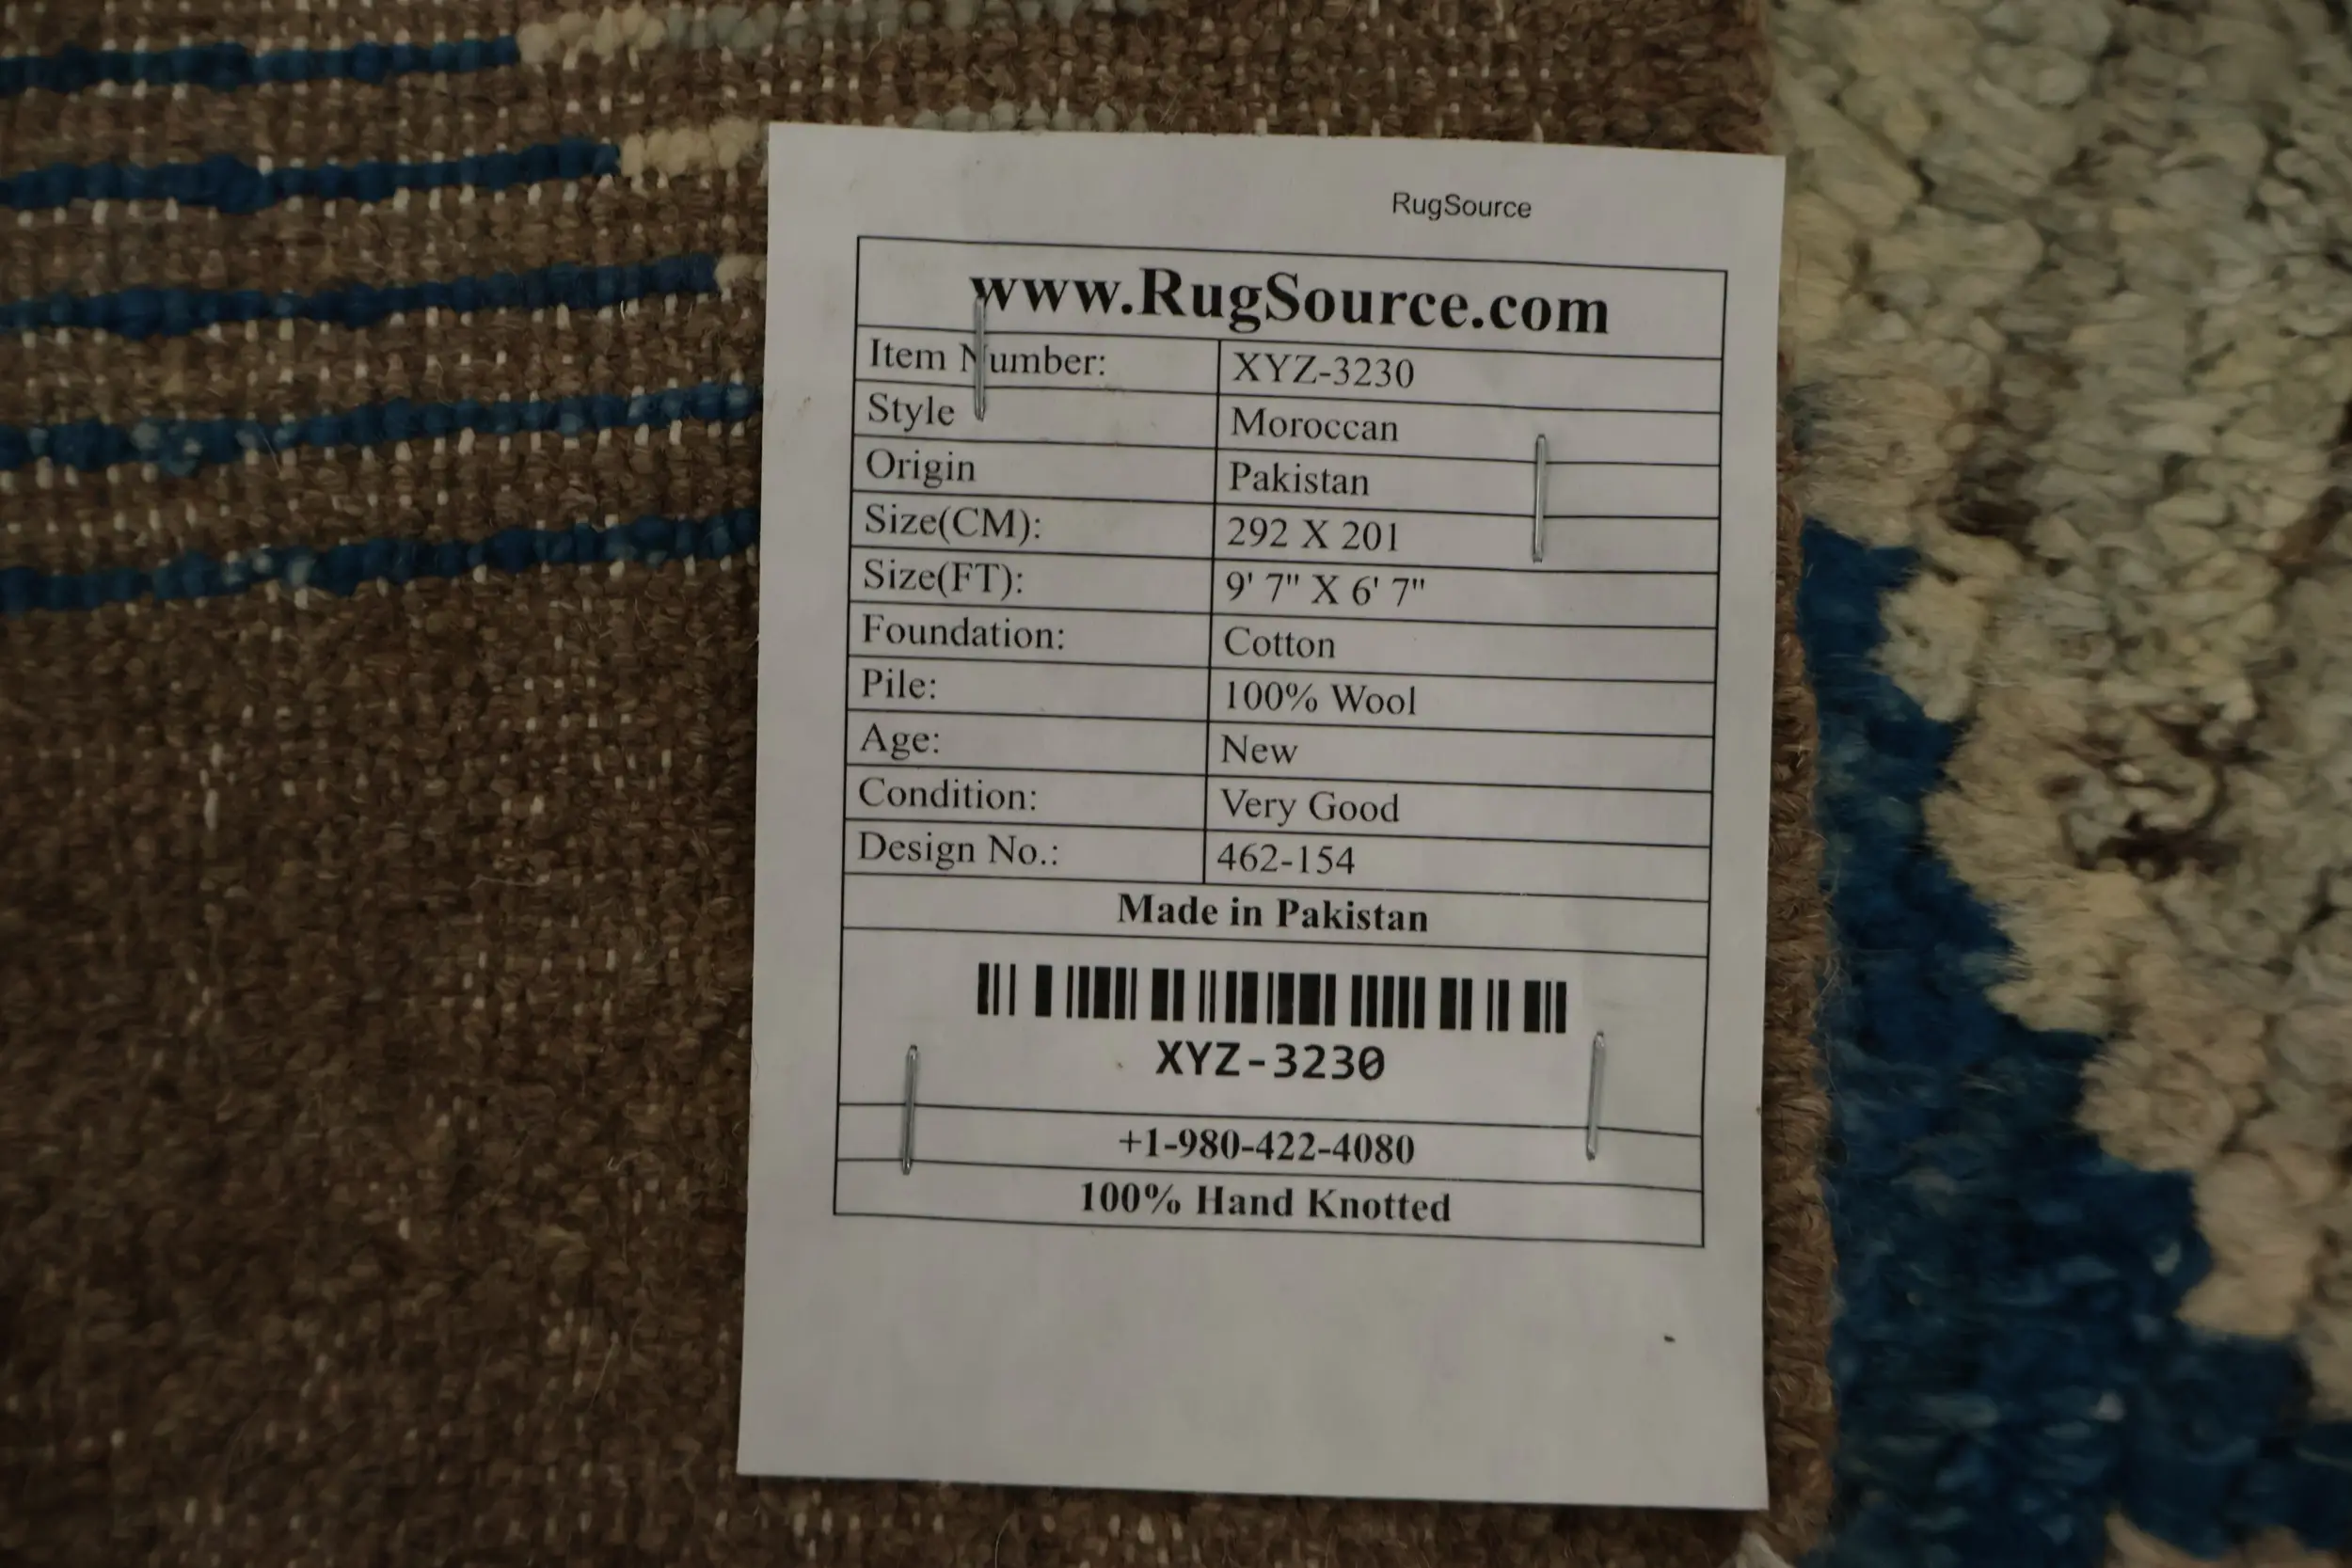 RugSource
www.RugSource.com
Item Number: XYZ-3230
Style Moroccan
Origin Pakistan
Size(CM): 292 X 201
Size(FT): 9' 7" X 6' 7"
Foundation: Cotton
Pile: 100% Wool
Age: New
Condition: Very Good
Design No.: 462-154
Made in Pakistan
XYZ-3230
+1-980-422-4080
100% Hand Knotted